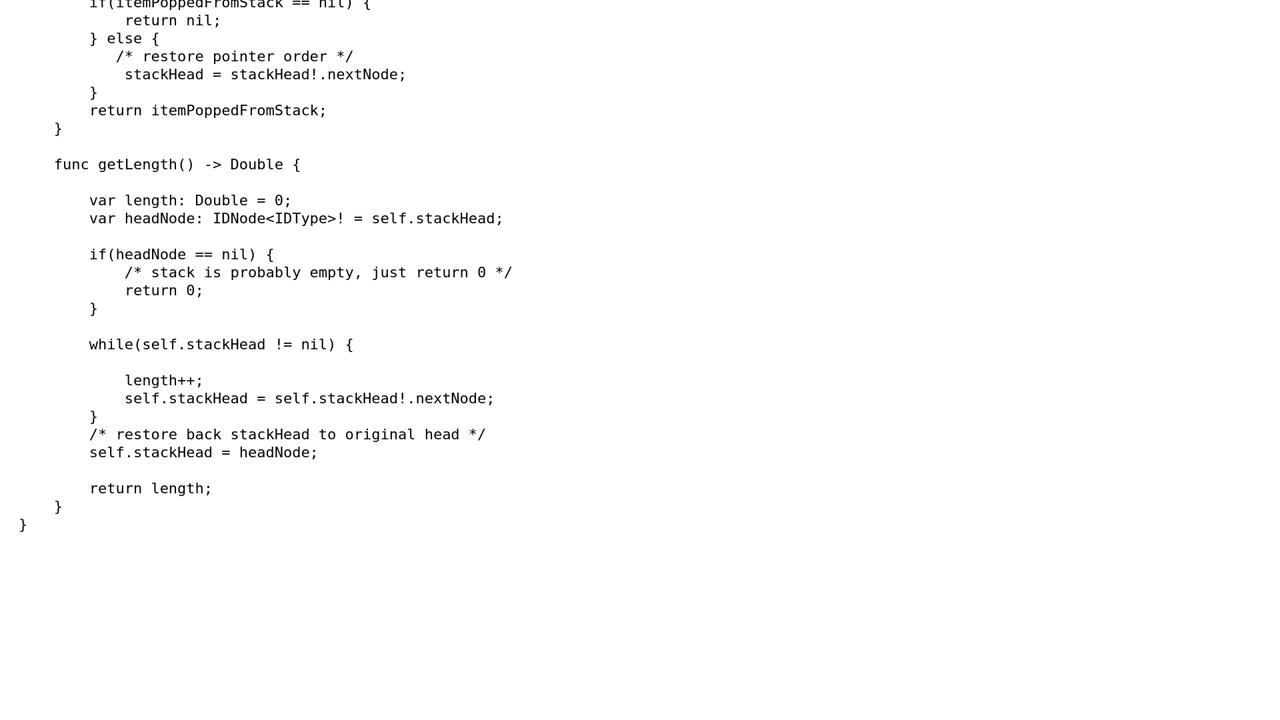 if(itemPoppedFromStack == nil) {
            return nil;
        } else {
           /* restore pointer order */
            stackHead = stackHead!.nextNode;
        }
        return itemPoppedFromStack;
    }

    func getLength() -> Double {

        var length: Double = 0;
        var headNode: IDNode<IDType>! = self.stackHead;

        if(headNode == nil) {
            /* stack is probably empty, just return 0 */
            return 0;
        }

        while(self.stackHead != nil) {

            length++;
            self.stackHead = self.stackHead!.nextNode;
        }
        /* restore back stackHead to original head */
        self.stackHead = headNode;

        return length;
    }
}